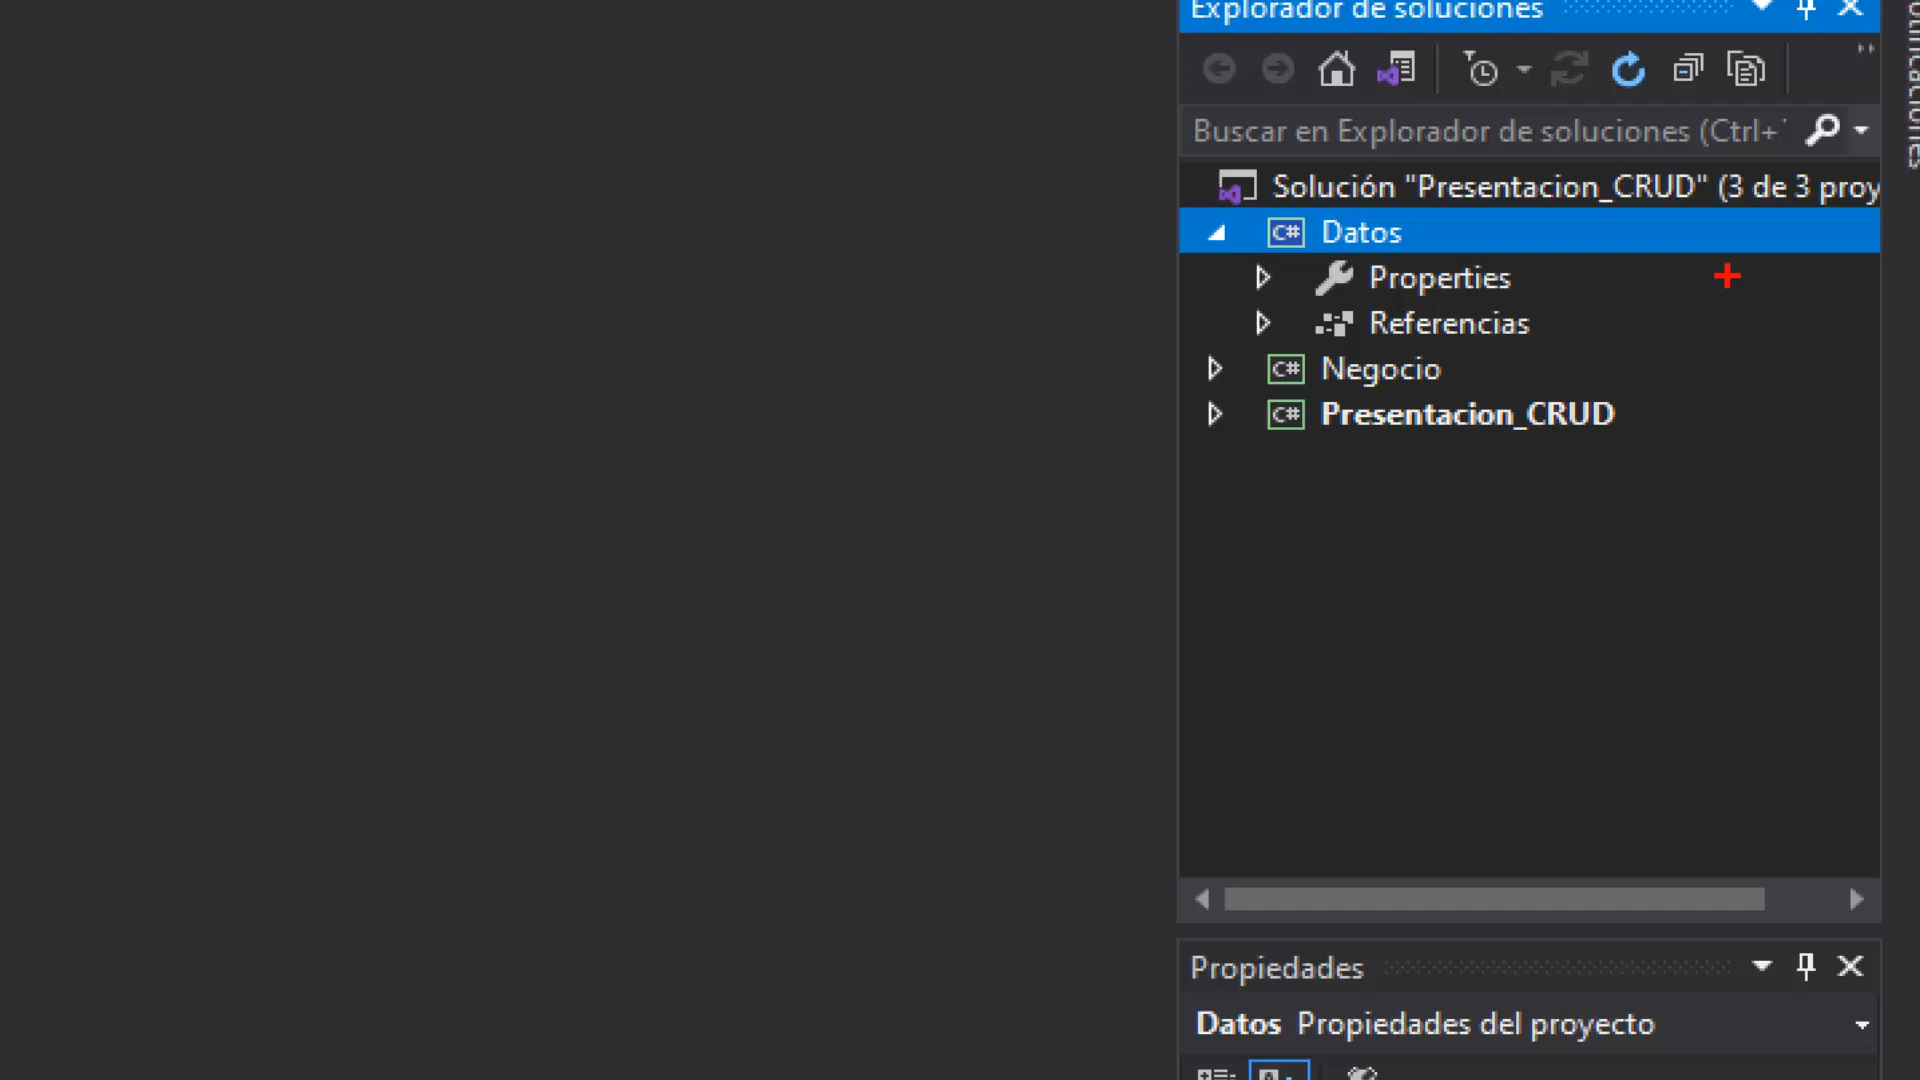 Explorador de soluciones
Buscar en Explorador de soluciones (Ctrl+
Solución "Presentacion_CRUD" (3 de 3 proy
C# Datos
Properties
Referencias
C# Negocio
C# Presentacion_CRUD
Propiedades
Datos Propiedades del proyecto